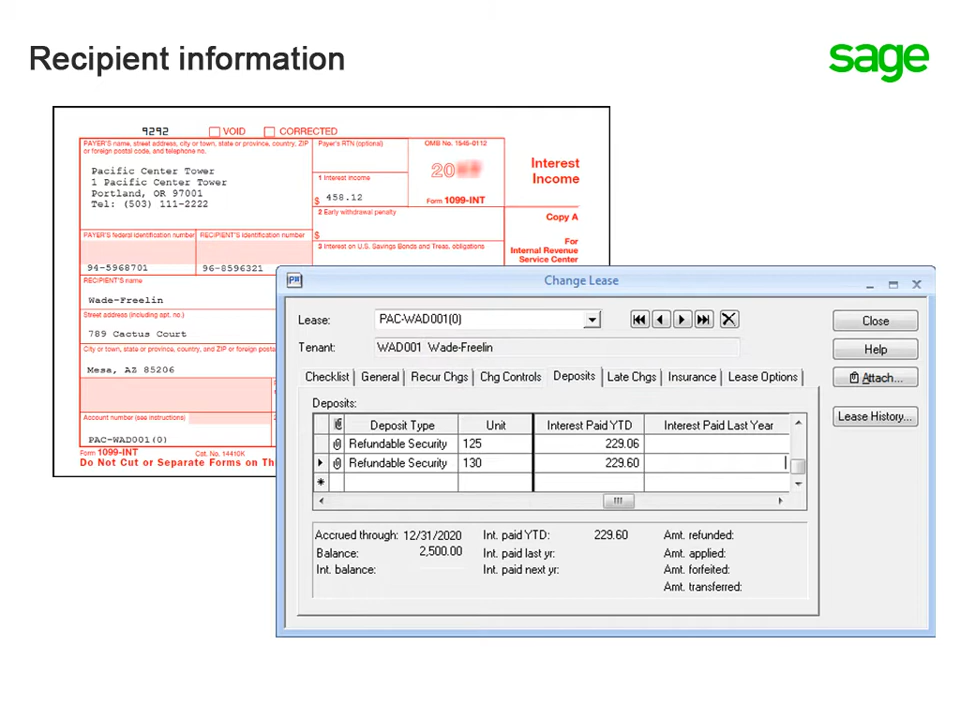 Recipient information
sage
9292
VOID
CORRECTED
PAYER'S name, street address, city or town, state or province, country, ZIP
or foreign postal code, and telephone no.
Pacific Center Tower
1 Pacific Center Tower
Portland, OR 97001
Tel: (503) 111-2222
Payer's RTN (optional)
OMB No. 1545-0112
20
Form 1099-INT
Interest
Income
1 Interest income
$ 458.12
2 Early withdrawal penalty
$
Copy A
PAYER'S federal identification number
RECIPIENT'S identification number
3 Interest on U.S. Savings Bonds and Treas. obligations
For
Internal Revenue
Service Center
94-5968701
96-8596321
RECIPIENT'S name
Wade-Freelin
Street address (including apt. no.)
789 Cactus Court
City or town, state or province, country, and ZIP or foreign posta
Mesa, AZ 85206
Account number (see instructions)
PAC-WAD001(0)
Form 1099-INT
Cat. No. 14410K
Do Not Cut or Separate Forms on Th
PM
Change Lease
Lease:
PAC-WAD001(0)
Tenant:
WAD001 Wade-Freelin
Close
Help
Attach...
Lease History...
Checklist
General
Recur Chgs
Chg Controls
Deposits
Late Chgs
Insurance
Lease Options
Deposits:
Deposit Type
Unit
Interest Paid YTD
Interest Paid Last Year
Refundable Security
125
229.06
Refundable Security
130
229.60
Accrued through: 12/31/2020
Int. paid YTD: 229.60
Amt. refunded:
Balance: 2,500.00
Int. paid last yr:
Amt. applied:
Int. balance:
Int. paid next yr:
Amt. forfeited:
Amt. transferred: